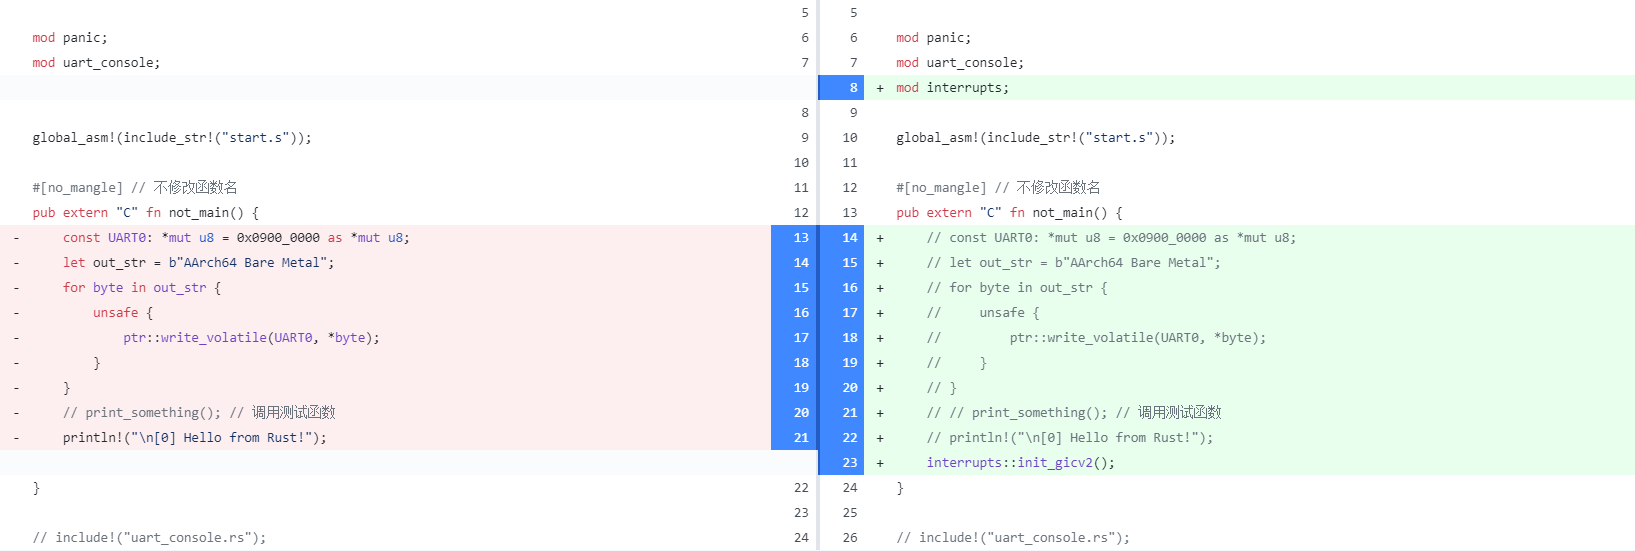 5
mod panic; 6
mod uart_console; 7
8
global_asm!(include_str!("start.s")); 9
10
#[no_mangle] // 不修改函数名 11
pub extern "C" fn not_main() { 12
- const UART0: *mut u8 = 0x0900_0000 as *mut u8; 13
- let out_str = b"AArch64 Bare Metal"; 14
- for byte in out_str { 15
- unsafe { 16
- ptr::write_volatile(UART0, *byte); 17
- } 18
- } 19
- // print_something(); // 调用测试函数 20
- println!("\n[0] Hello from Rust!"); 21
} 22
23
// include!("uart_console.rs"); 24
5
6 mod panic;
7 mod uart_console;
8 + mod interrupts;
9
10 global_asm!(include_str!("start.s"));
11
12 #[no_mangle] // 不修改函数名
13 pub extern "C" fn not_main() {
14 + // const UART0: *mut u8 = 0x0900_0000 as *mut u8;
15 + // let out_str = b"AArch64 Bare Metal";
16 + // for byte in out_str {
17 + // unsafe {
18 + // ptr::write_volatile(UART0, *byte);
19 + // }
20 + // }
21 + // // print_something(); // 调用测试函数
22 + // println!("\n[0] Hello from Rust!");
23 + interrupts::init_gicv2();
24 }
25
26 // include!("uart_console.rs");